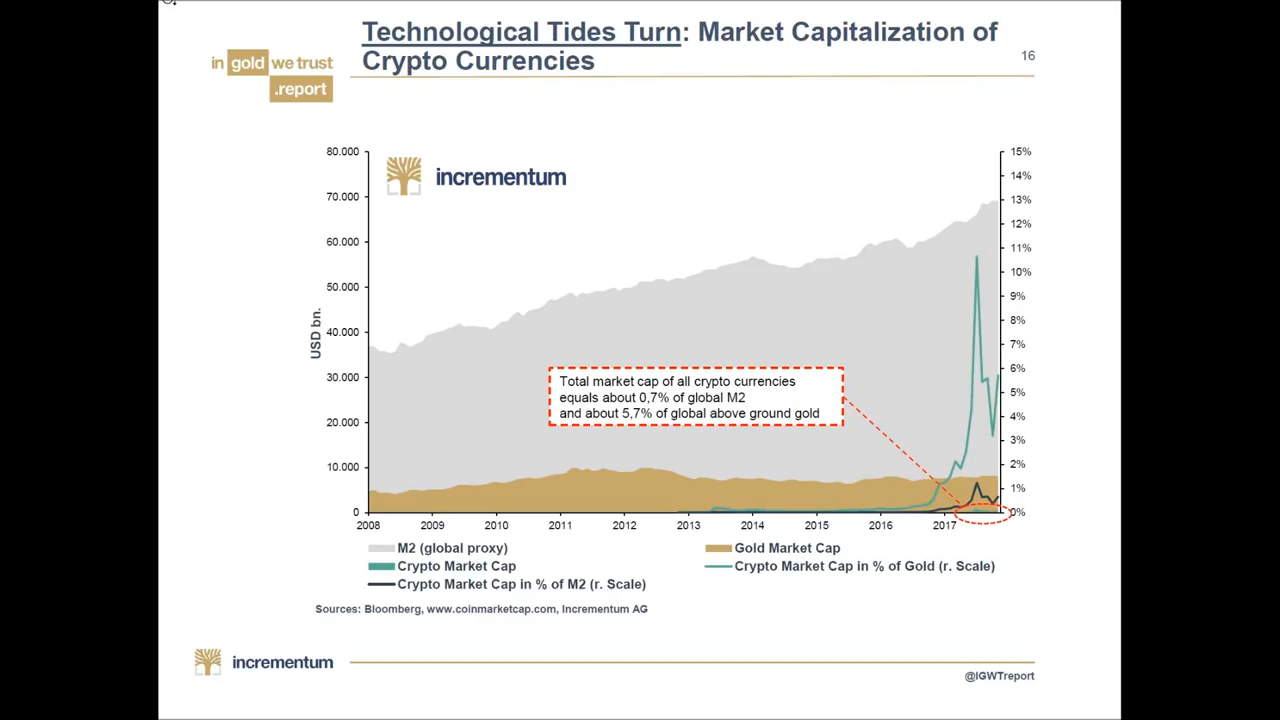 Technological Tides Turn: Market Capitalization of
Crypto Currencies
16
in gold we trust
.report
incrementum
USD bn.
80.000
70.000
60.000
50.000
40.000
30.000
20.000
10.000
0
15%
14%
13%
12%
11%
10%
9%
8%
7%
6%
5%
4%
3%
2%
1%
0%
Total market cap of all crypto currencies
equals about 0,7% of global M2
and about 5,7% of global above ground gold
2008 2009 2010 2011 2012 2013 2014 2015 2016 2017
M2 (global proxy)
Gold Market Cap
Crypto Market Cap
Crypto Market Cap in % of Gold (r. Scale)
Crypto Market Cap in % of M2 (r. Scale)
Sources: Bloomberg, www.coinmarketcap.com, Incrementum AG
incrementum
@IGWTreport